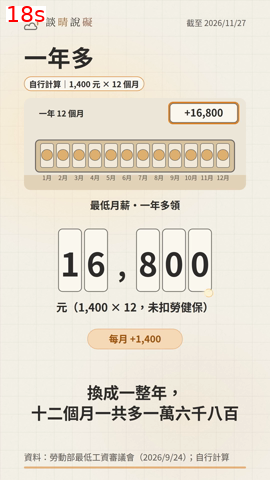 18s
談晴說礙
截至 2026/11/27
一年多
自行計算｜1,400 元 × 12 個月
一年 12 個月
+16,800
1月 2月 3月 4月 5月 6月 7月 8月 9月 10月 11月 12月
最低月薪・一年多領
16,800
元（1,400 × 12，未扣勞健保）
每月 +1,400
換成一整年，
十二個月一共多一萬六千八百
資料：勞動部最低工資審議會（2026/9/24）；自行計算